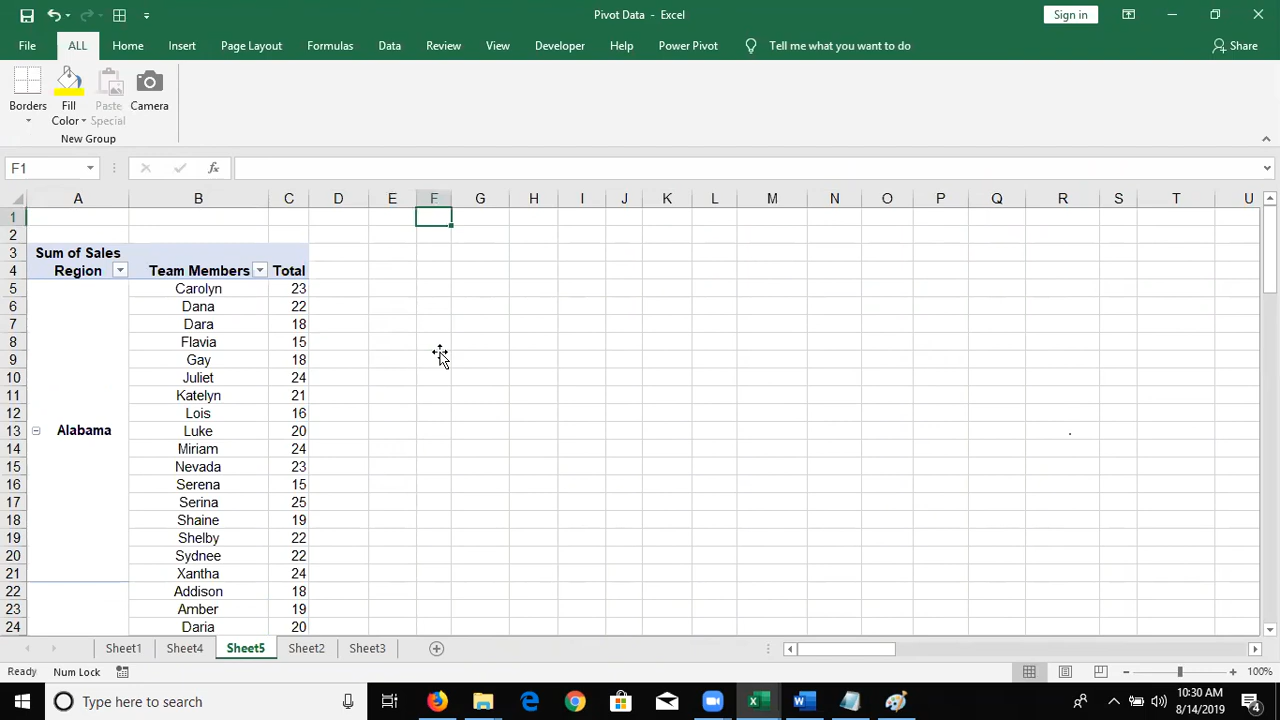 Pivot Data - Excel
Sign in
File ALL Home Insert Page Layout Formulas Data Review View Developer Help Power Pivot Tell me what you want to do Share
Borders Fill Color Paste Special Camera
New Group
F1
fx
A B C D E F G H I J K L M N O P Q R S T U
1
2
3 Sum of Sales
4 Region Team Members Total
5 Carolyn 23
6 Dana 22
7 Dara 18
8 Flavia 15
9 Gay 18
10 Juliet 24
11 Katelyn 21
12 Lois 16
13 Alabama Luke 20
14 Miriam 24
15 Nevada 23
16 Serena 15
17 Serina 25
18 Shaine 19
19 Shelby 22
20 Sydnee 22
21 Xantha 24
22 Addison 18
23 Amber 19
24 Daria 20
Sheet1 Sheet4 Sheet5 Sheet2 Sheet3
Ready Num Lock 100%
Type here to search
10:30 AM
8/14/2019
4